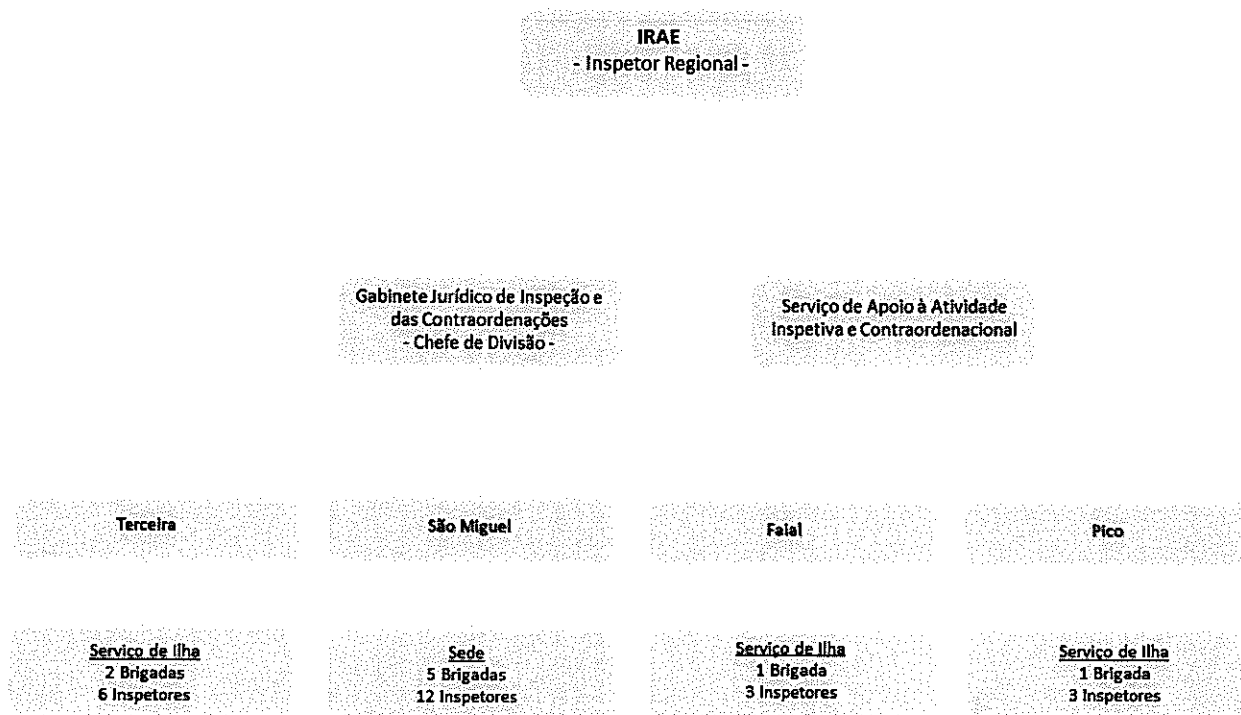 IRAE
- Inspetor Regional -
Gabinete Jurídico de Inspeção e
das Contraordenações
- Chefe de Divisão -
Serviço de Apoio à Atividade
Inspetiva e Contraordenacional
Terceira
São Miguel
Faial
Pico
Serviço de Ilha
2 Brigadas
6 Inspetores
Sede
5 Brigadas
12 Inspetores
Serviço de Ilha
1 Brigada
3 Inspetores
Serviço de Ilha
1 Brigada
3 Inspetores